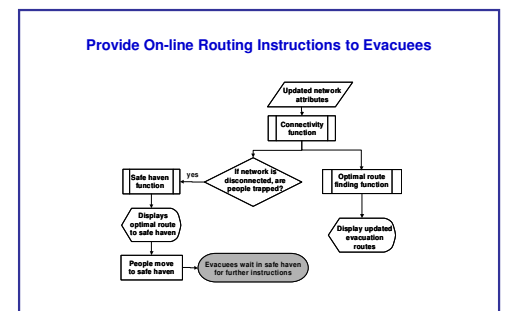 Provide On-line Routing Instructions to Evacuees
Updated network
attributes
Connectivity
function
Safe haven
function
yes
If network is
disconnected, are
people trapped?
Optimal route
finding function
Displays
optimal route
to safe haven
Display updated
evacuation
routes
People move
to safe haven
Evacuees wait in safe haven
for further instructions